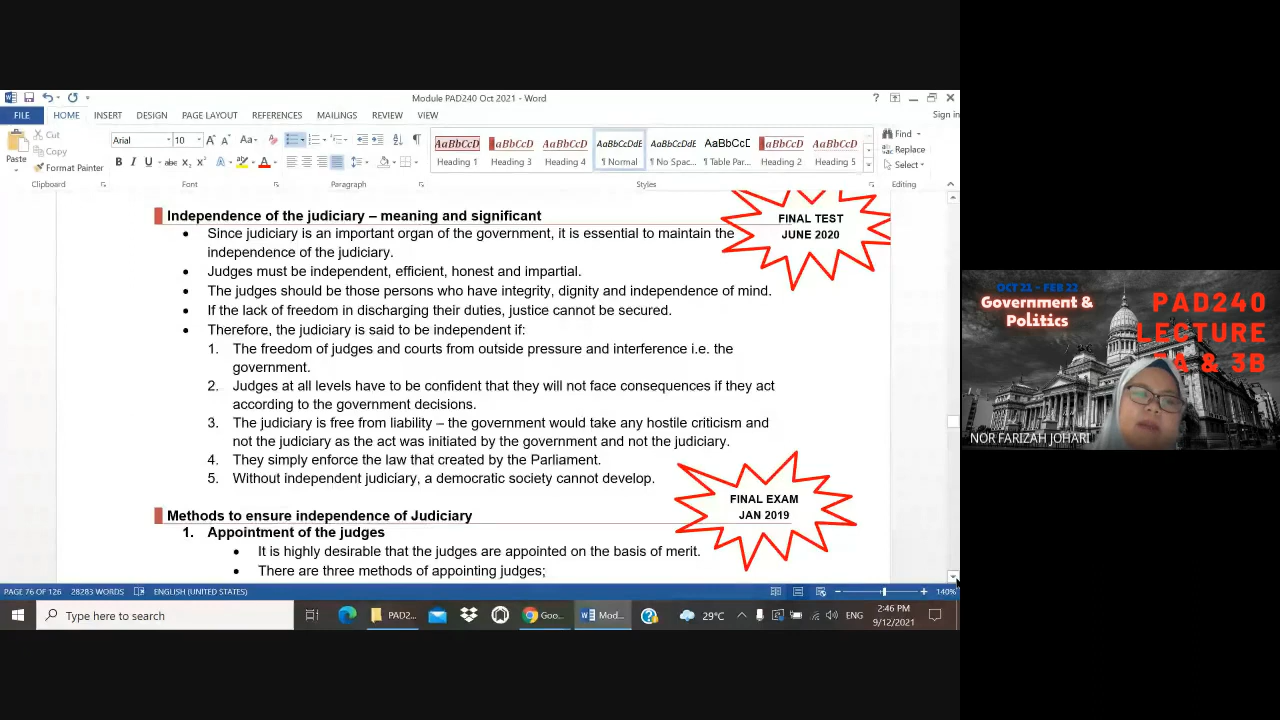 Module PAD240 Oct 2021 - Word
FILE HOME INSERT DESIGN PAGE LAYOUT REFERENCES MAILINGS REVIEW VIEW
Sign in
Paste
Cut
Copy
Format Painter
Clipboard
Arial
10
Font
Paragraph
AaBbCcD
Heading 1
AaBbCcD
Heading 3
AaBbCcD
Heading 4
AaBbCcDdE
¶ Normal
AaBbCcDdE
¶ No Spac...
AaBbCcD
¶ Table Par...
AaBbCcD
Heading 2
AaBbCcD
Heading 5
Styles
Find
Replace
Select
Editing
Independence of the judiciary – meaning and significant
FINAL TEST
JUNE 2020
• Since judiciary is an important organ of the government, it is essential to maintain the
independence of the judiciary.
• Judges must be independent, efficient, honest and impartial.
• The judges should be those persons who have integrity, dignity and independence of mind.
• If the lack of freedom in discharging their duties, justice cannot be secured.
• Therefore, the judiciary is said to be independent if:
1. The freedom of judges and courts from outside pressure and interference i.e. the
government.
2. Judges at all levels have to be confident that they will not face consequences if they act
according to the government decisions.
3. The judiciary is free from liability – the government would take any hostile criticism and
not the judiciary as the act was initiated by the government and not the judiciary.
4. They simply enforce the law that created by the Parliament.
5. Without independent judiciary, a democratic society cannot develop.
FINAL EXAM
JAN 2019
Methods to ensure independence of Judiciary
1. Appointment of the judges
• It is highly desirable that the judges are appointed on the basis of merit.
• There are three methods of appointing judges;
PAGE 76 OF 126 28283 WORDS ENGLISH (UNITED STATES)
140%
Type here to search
PAD2...
Goo...
Mod...
29°C
ENG
2:46 PM
9/12/2021
OCT 21 - FEB 22
Government &
Politics
PAD240
LECTURE
& 3B
NOR FARIZAH JOHARI